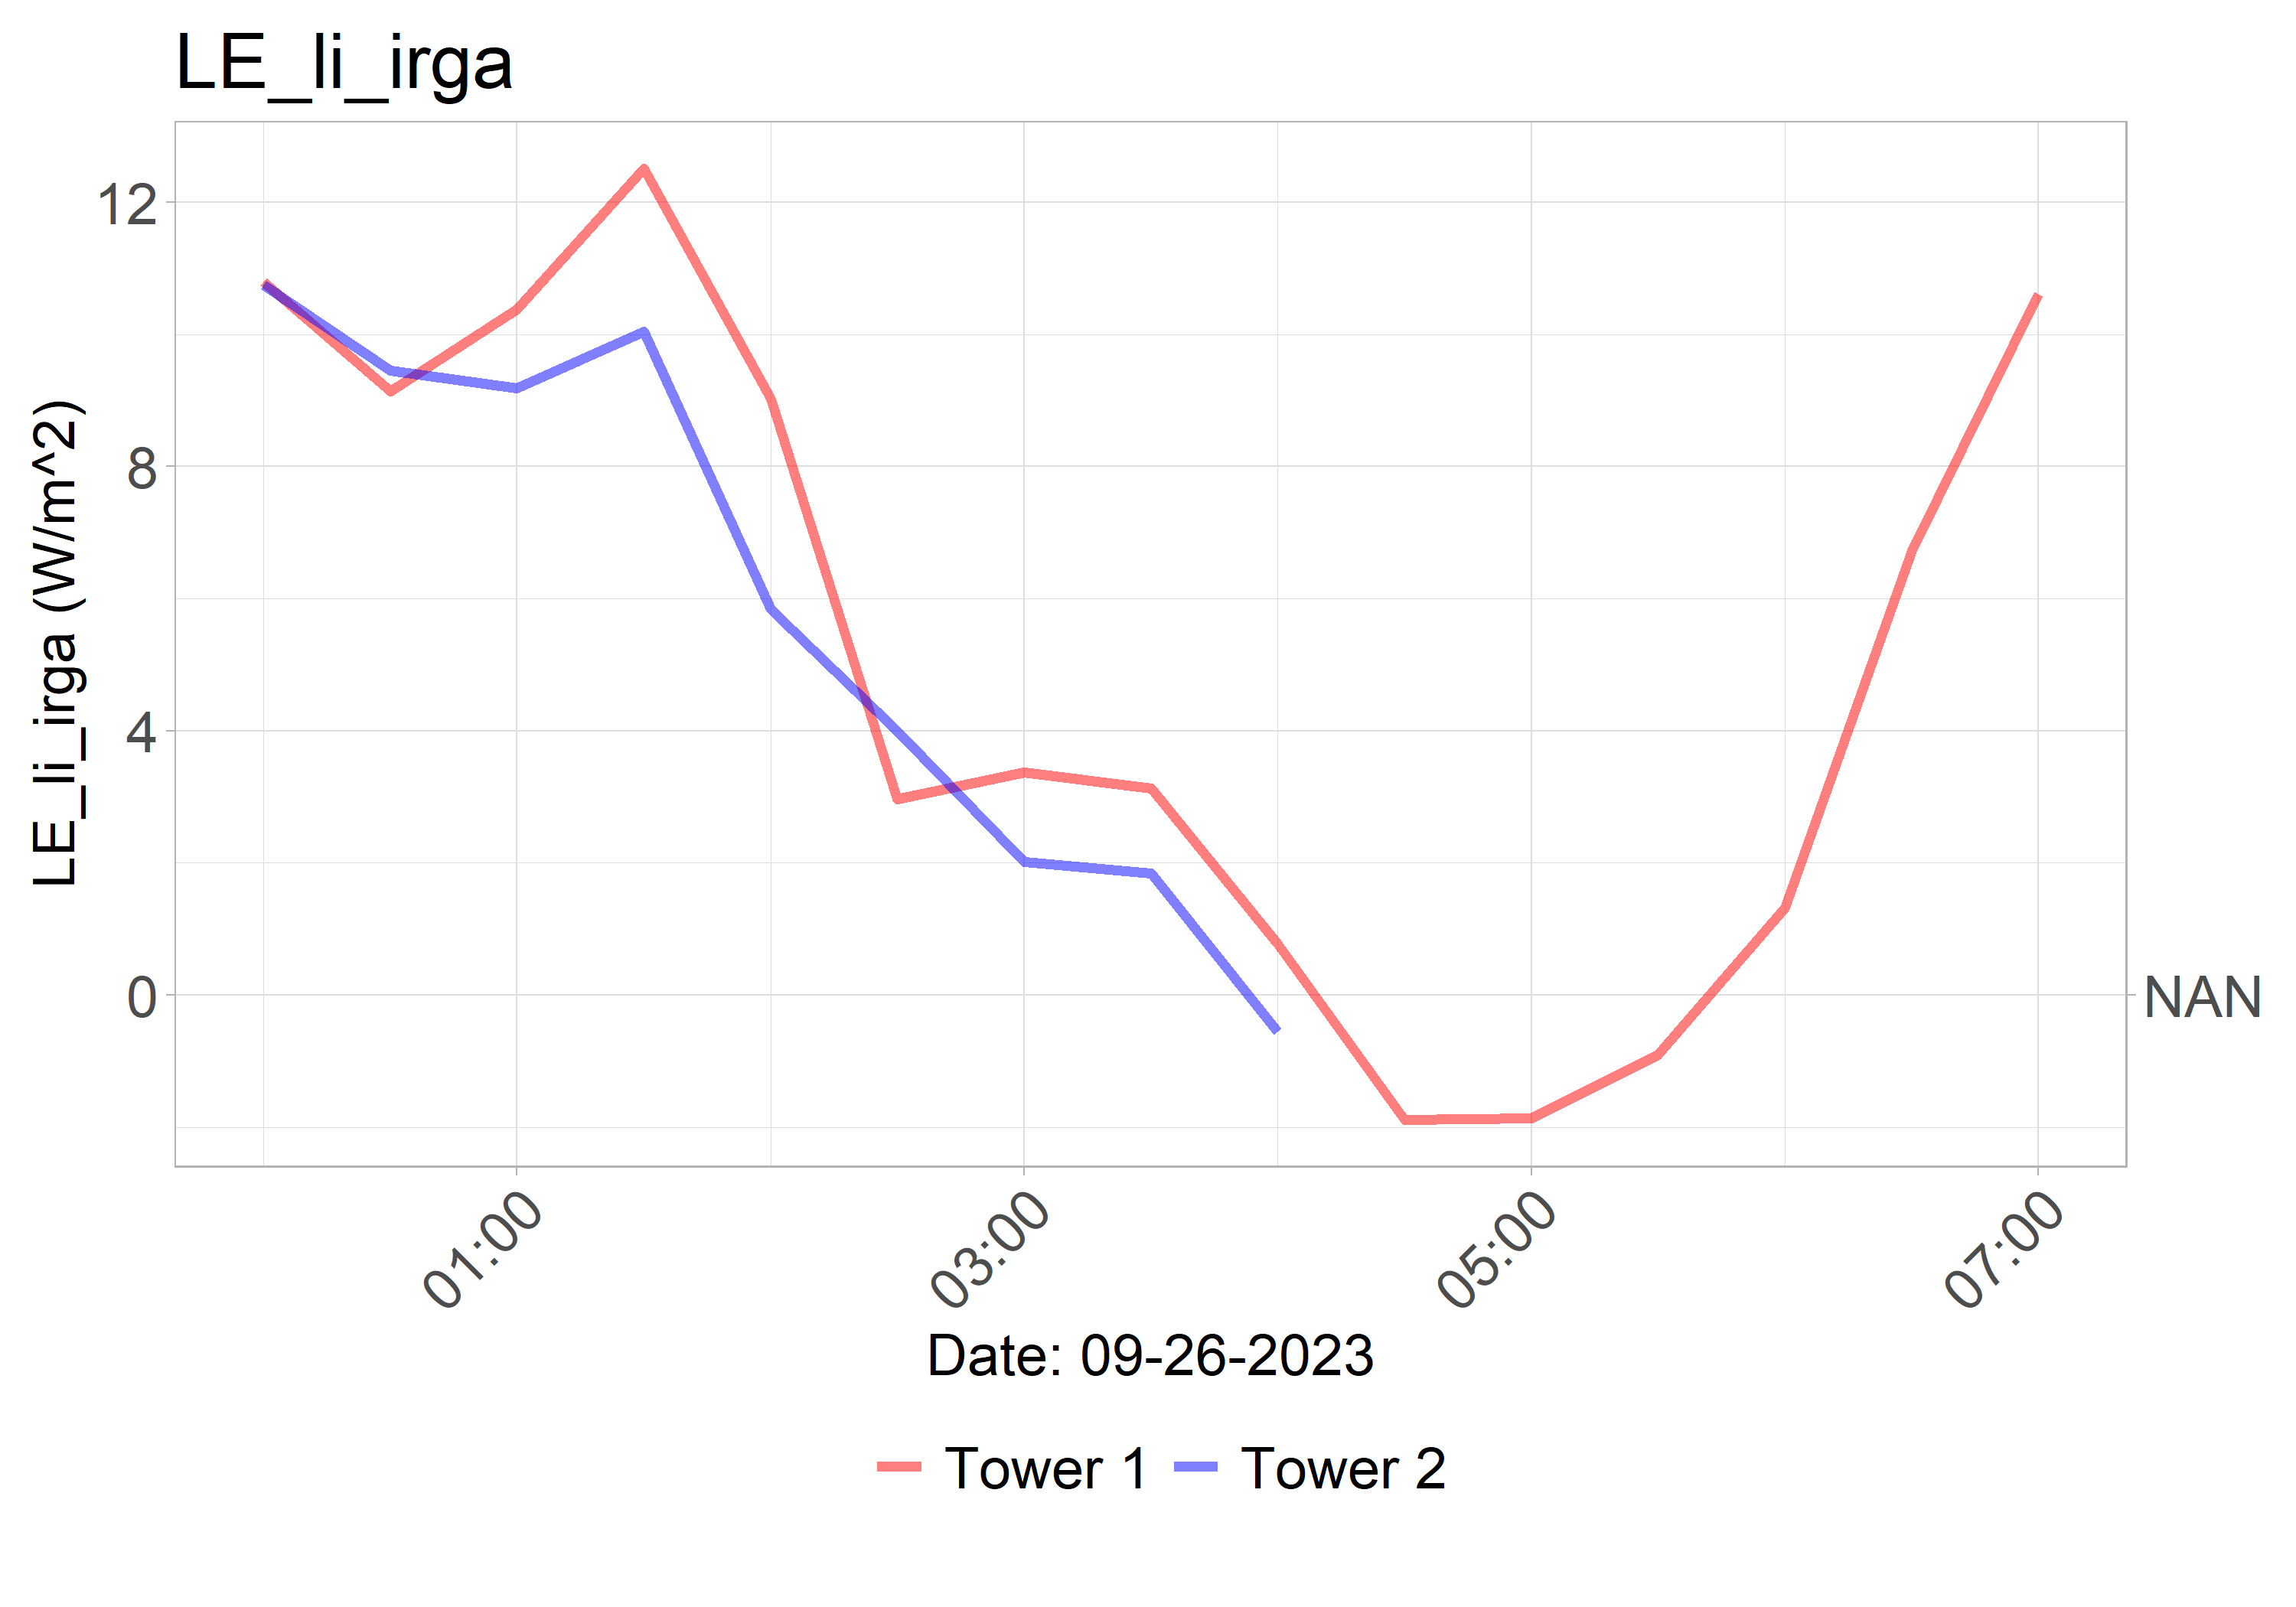 LE_li_irga
LE_li_irga (W/m^2)
12
8
4
0
NAN
01:00
03:00
05:00
07:00
Date: 09-26-2023
Tower 1
Tower 2